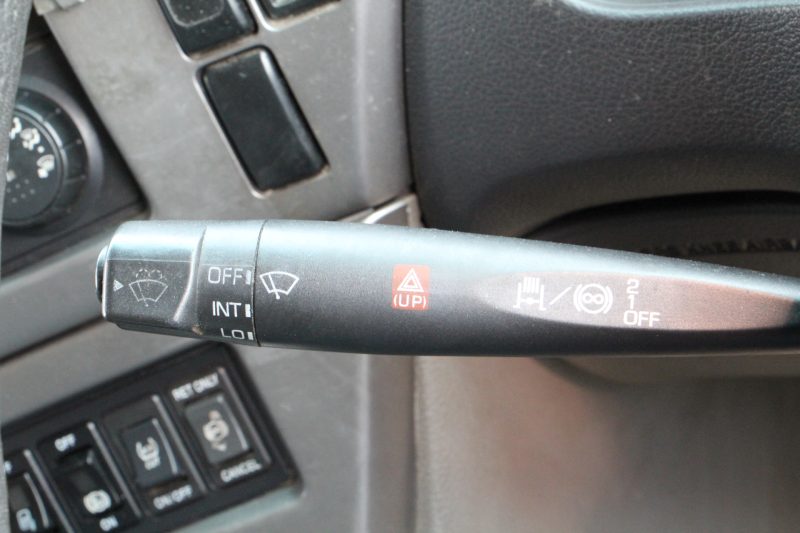 OFF
INT
LO
(UP)
2
1
OFF
RET ONLY
CANCEL
ON OFF
OFF
ON